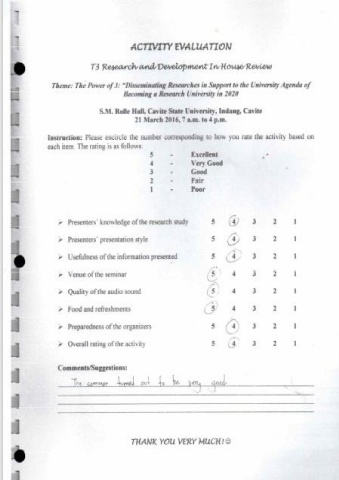 ACTIVITY EVALUATION
T3 Research and Development In House Review
Theme: The Power of 3: "Disseminating Researches in Support to the University Agenda of
Becoming a Research University in 2020
S.M. Rolle Hall, Cavite State University, Indang, Cavite
21 March 2016, 7 a.m. to 4 p.m.
Instruction: Please encircle the number corresponding to how you rate the activity based on
each item. The rating is as follows:
5 - Excellent
4 - Very Good
3 - Good
2 - Fair
1 - Poor
➢ Presenters' knowledge of the research study 5 4 3 2 1
➢ Presenters' presentation style 5 4 3 2 1
➢ Usefulness of the information presented 5 4 3 2 1
➢ Venue of the seminar 5 4 3 2 1
➢ Quality of the audio sound 5 4 3 2 1
➢ Food and refreshments 5 4 3 2 1
➢ Preparedness of the organizers 5 4 3 2 1
➢ Overall rating of the activity 5 4 3 2 1
Comments/Suggestions:
The turned out to be very good
THANK YOU VERY MUCH!☺